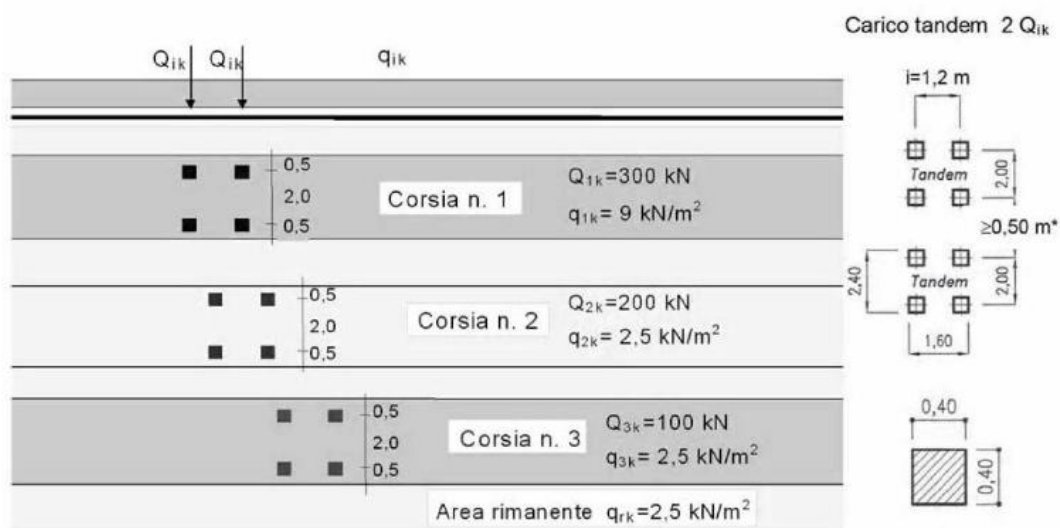 Carico tandem 2 Qik
Qik Qik qik
i=1,2 m
0,5
2,0
0,5
Corsia n. 1
Q1k=300 kN
q1k= 9 kN/m²
Tandem
2,00
≥0,50 m*
0,5
2,0
0,5
Corsia n. 2
Q2k=200 kN
q2k= 2,5 kN/m²
2,40
Tandem
2,00
1,60
0,5
2,0
0,5
Corsia n. 3
Q3k=100 kN
q3k= 2,5 kN/m²
0,40
0,40
Area rimanente qrk=2,5 kN/m²